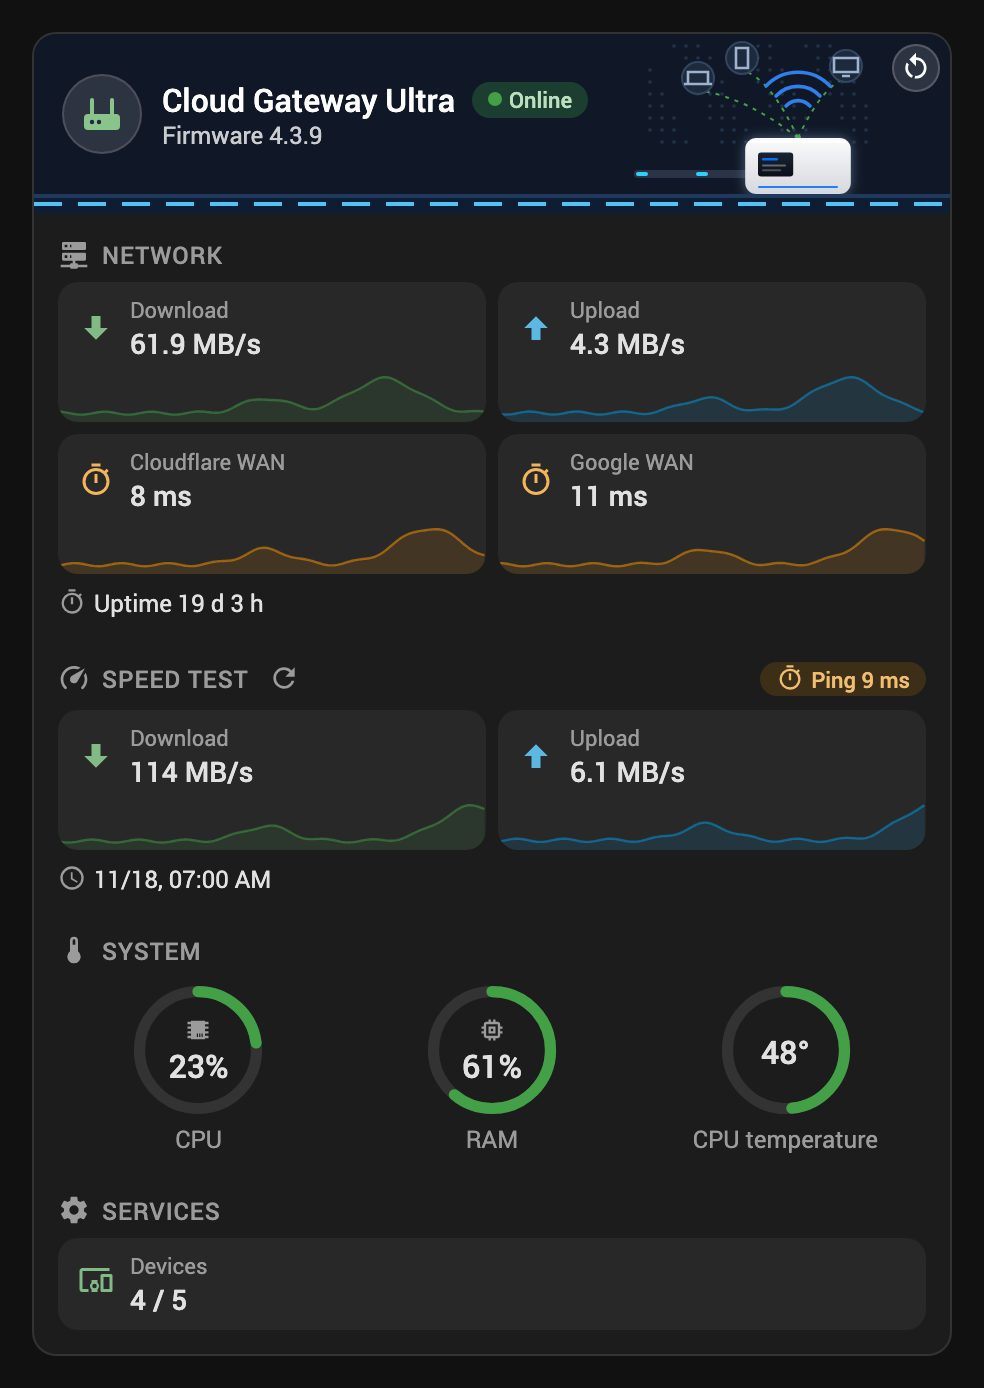 Cloud Gateway Ultra
Online
Firmware 4.3.9
NETWORK
Download
61.9 MB/s
Upload
4.3 MB/s
Cloudflare WAN
8 ms
Google WAN
11 ms
Uptime 19 d 3 h
SPEED TEST
Ping 9 ms
Download
114 MB/s
Upload
6.1 MB/s
11/18, 07:00 AM
SYSTEM
23%
CPU
61%
RAM
48°
CPU temperature
SERVICES
Devices
4 / 5